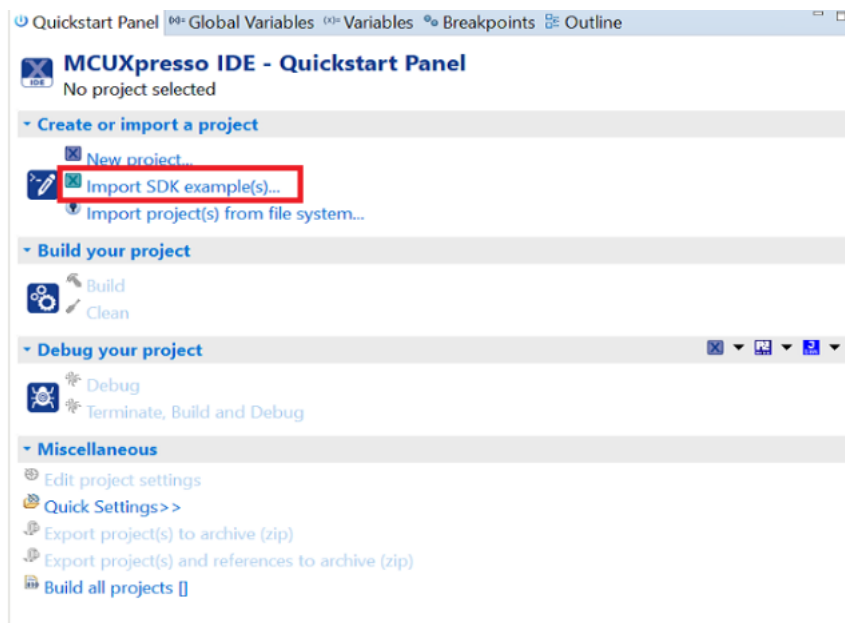 Quickstart Panel (x)= Global Variables (x)= Variables Breakpoints Outline
MCUXpresso IDE - Quickstart Panel
IDE
No project selected
Create or import a project
New project...
Import SDK example(s)...
Import project(s) from file system...
Build your project
Build
Clean
Debug your project
Debug
Terminate, Build and Debug
Miscellaneous
Edit project settings
Quick Settings>>
Export project(s) to archive (zip)
Export project(s) and references to archive (zip)
Build all projects []